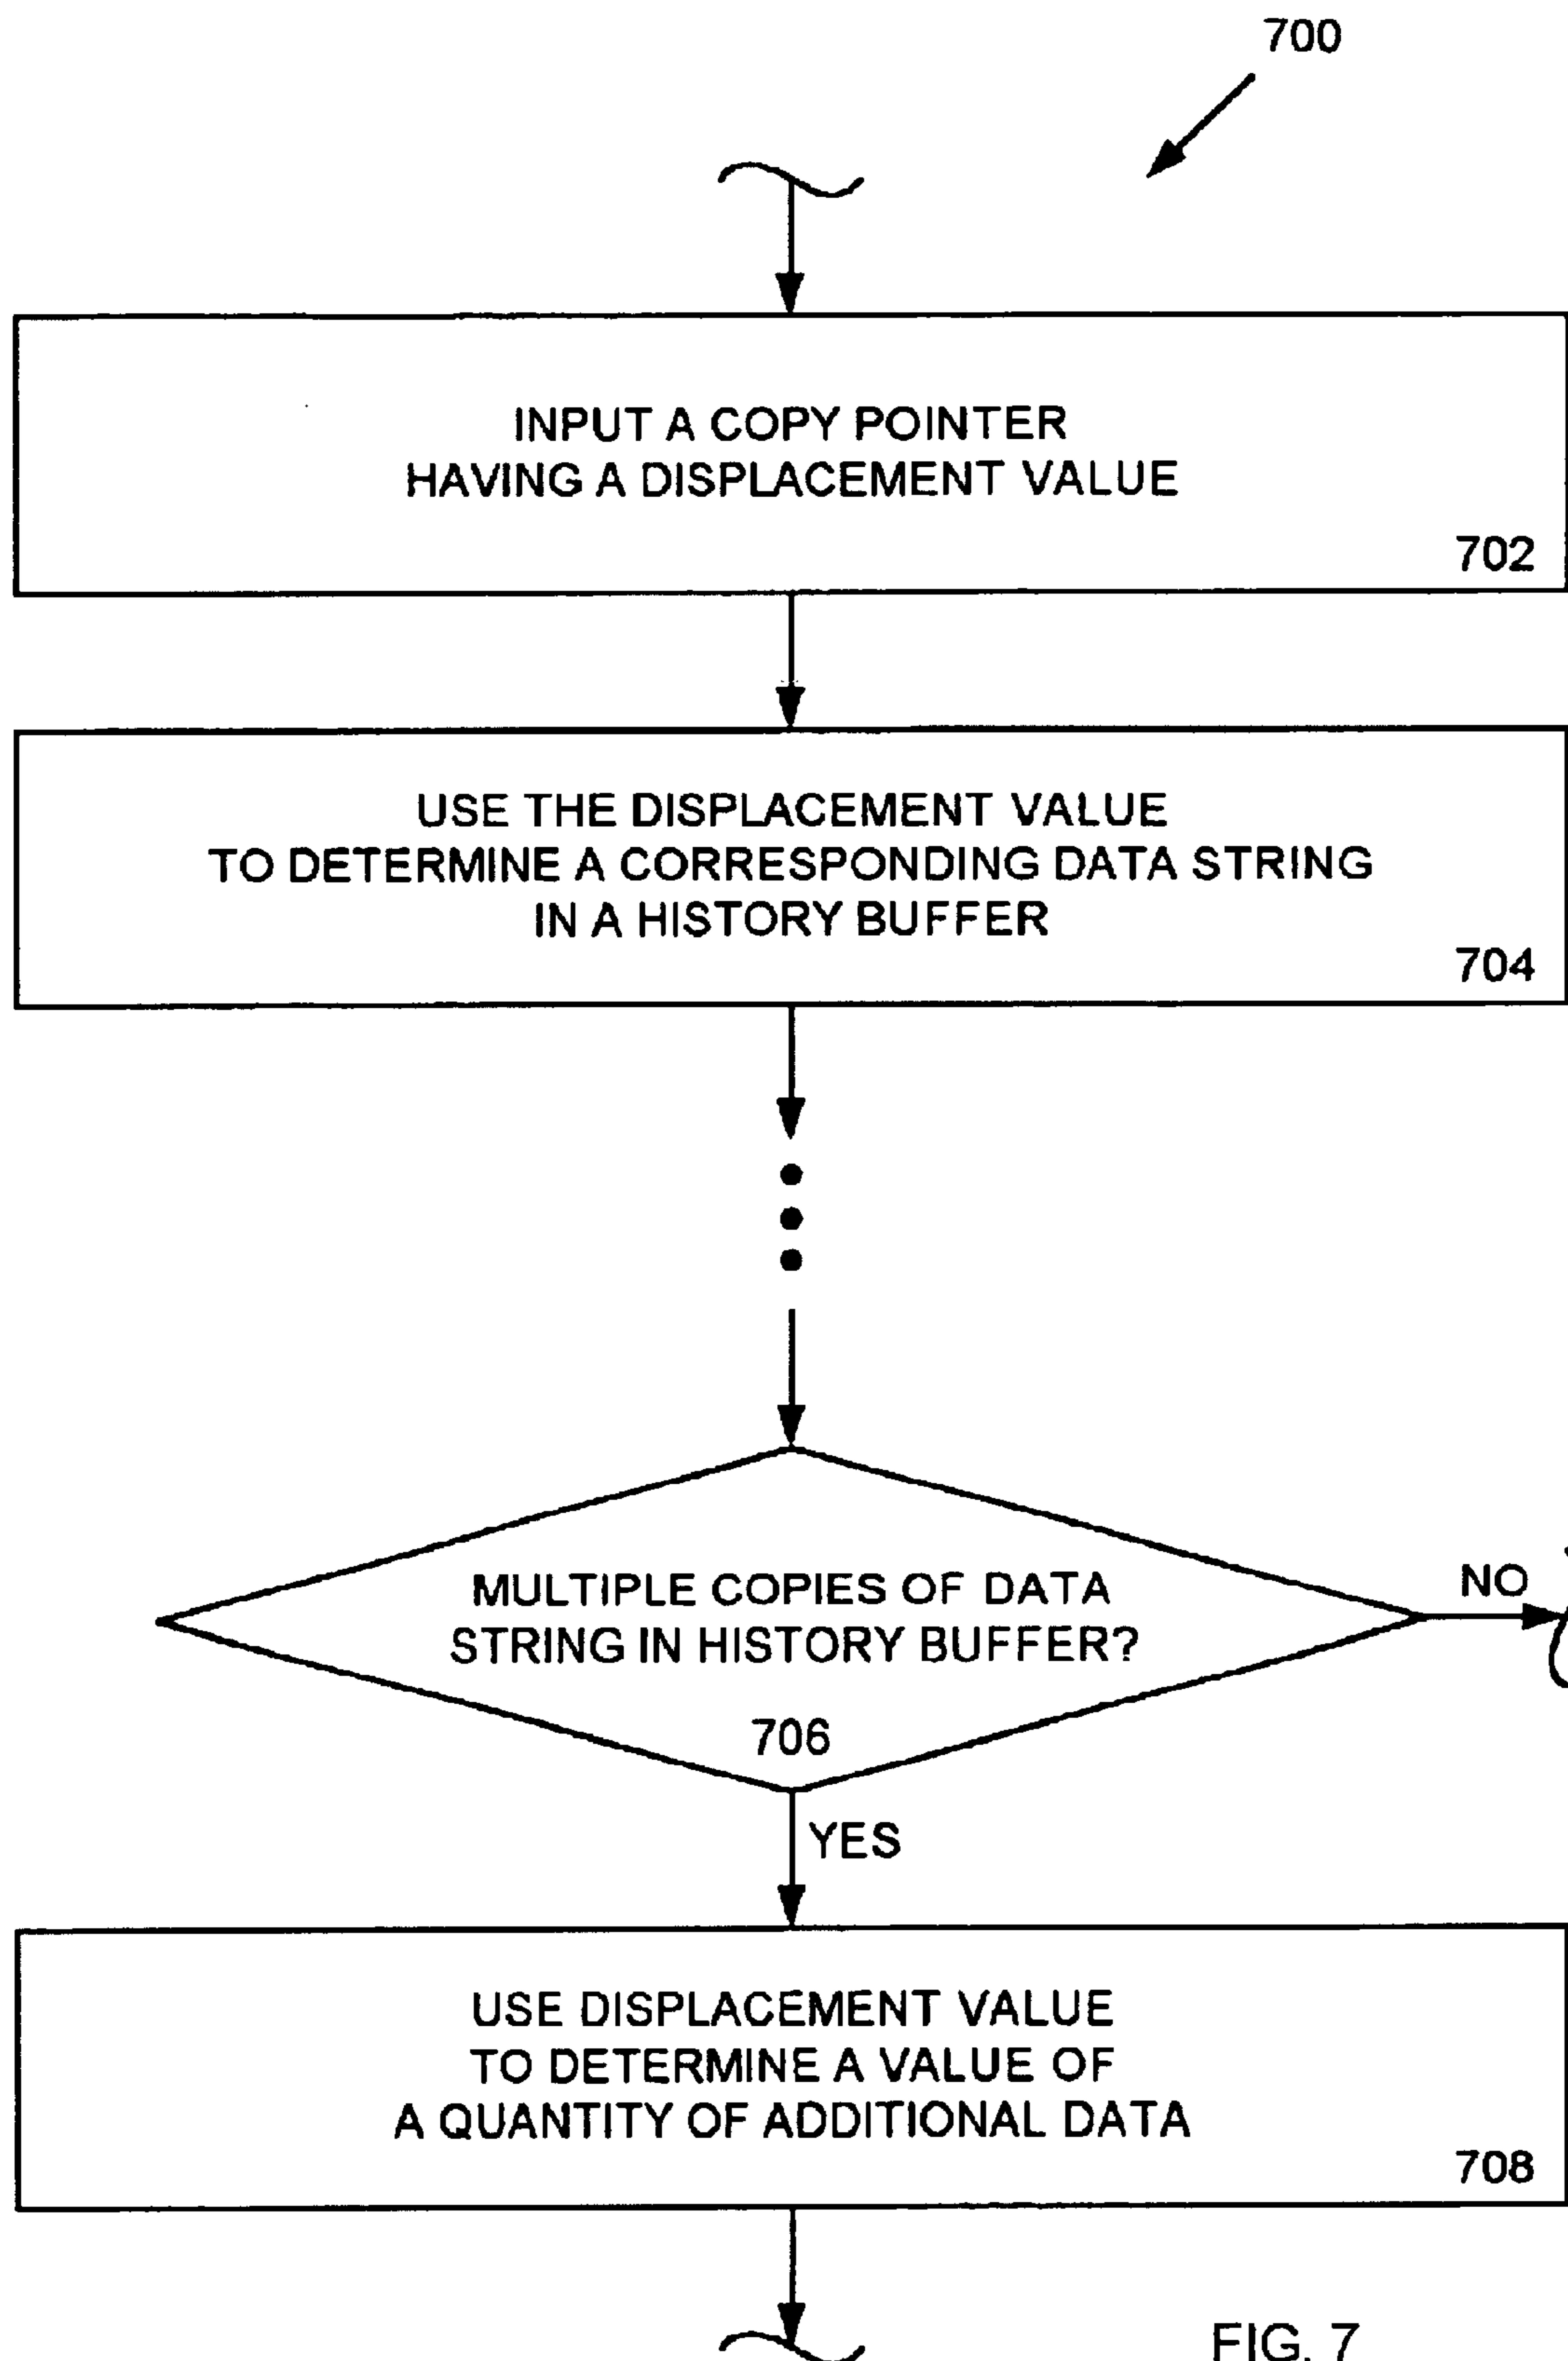 700
INPUT A COPY POINTER
HAVING A DISPLACEMENT VALUE
702
USE THE DISPLACEMENT VALUE
TO DETERMINE A CORRESPONDING DATA STRING
IN A HISTORY BUFFER
704
MULTIPLE COPIES OF DATA
STRING IN HISTORY BUFFER?
NO
706
YES
USE DISPLACEMENT VALUE
TO DETERMINE A VALUE OF
A QUANTITY OF ADDITIONAL DATA
708
FIG. 7